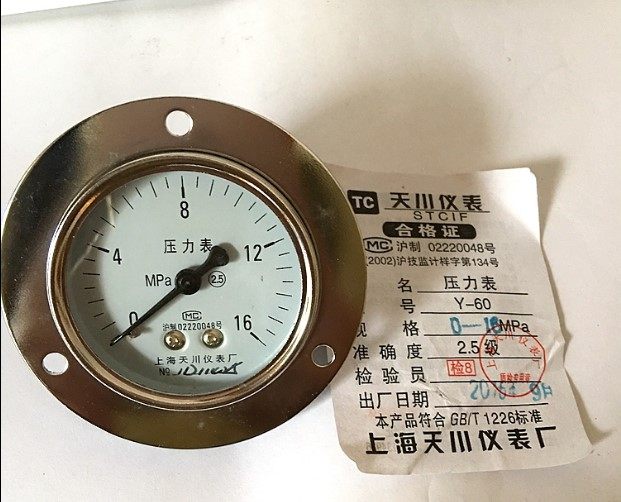 8
4
12
0
16
压力表
MPa
2.5
MC
沪制02220048号
上海天川仪表厂
№
TC 天川仪表
STCIF
合格证
MC 沪制 02220048号
(2002)沪技监计样字第134号
名 压力表
号 Y-60
规 格 0-16MPa
准确度 2.5级
检验员 检8
出厂日期
本产品符合GB/T 1226标准
上海天川仪表厂